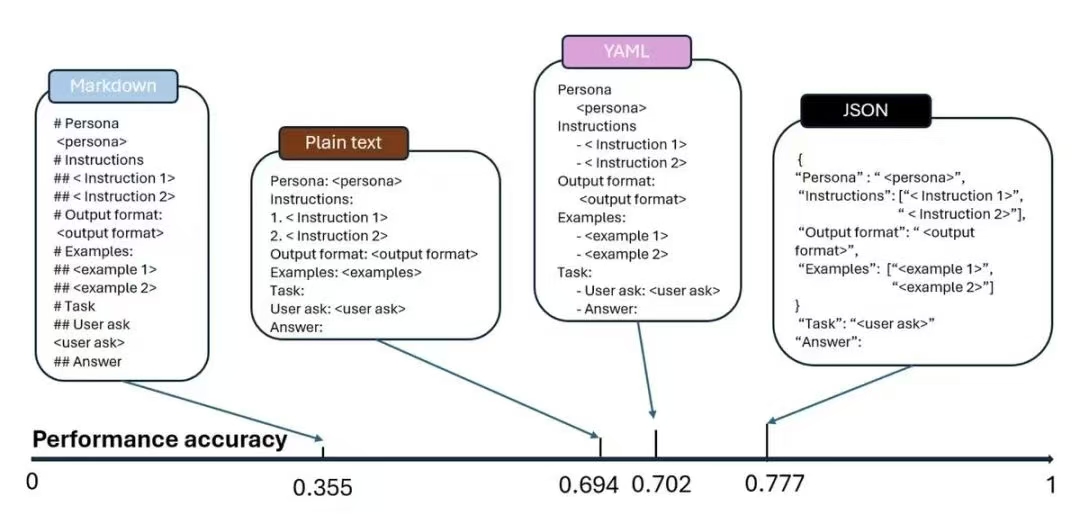 Markdown
# Persona
<persona>
# Instructions
## < Instruction 1>
## < Instruction 2>
# Output format:
<output format>
# Examples:
## <example 1>
## <example 2>
# Task
## User ask
<user ask>
## Answer
Plain text
Persona: <persona>
Instructions:
1. < Instruction 1>
2. < Instruction 2>
Output format: <output format>
Examples: <examples>
Task:
User ask: <user ask>
Answer:
YAML
Persona
<persona>
Instructions
- < Instruction 1>
- < Instruction 2>
Output format:
<output format>
Examples:
- <example 1>
- <example 2>
Task:
- User ask: <user ask>
- Answer:
JSON
{
“Persona” : “ <persona>”,
“Instructions”: [“< Instruction 1>”,
“ < Instruction 2>”],
“Output format”: “ <output
format>”,
“Examples”: [“<example 1>”,
“<example 2>”]
}
“Task”: “<user ask>”
“Answer”:
Performance accuracy
0
0.355
0.694
0.702
0.777
1